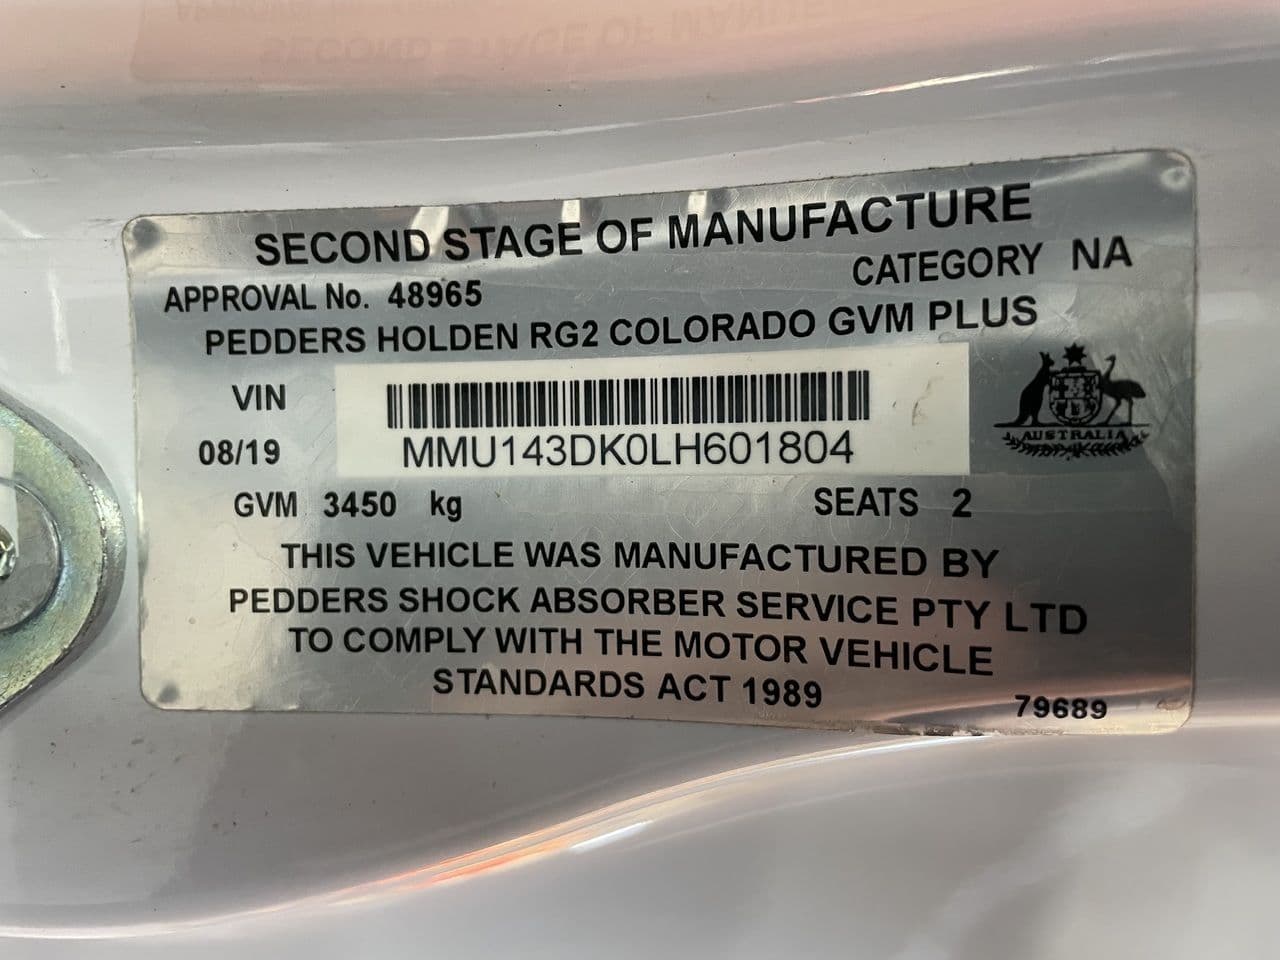 SECOND STAGE OF MANUFACTURE
APPROVAL No. 48965 CATEGORY NA
PEDDERS HOLDEN RG2 COLORADO GVM PLUS
VIN
08/19 MMU143DK0LH601804
AUSTRALIA
GVM 3450 kg SEATS 2
THIS VEHICLE WAS MANUFACTURED BY
PEDDERS SHOCK ABSORBER SERVICE PTY LTD
TO COMPLY WITH THE MOTOR VEHICLE
STANDARDS ACT 1989
79689